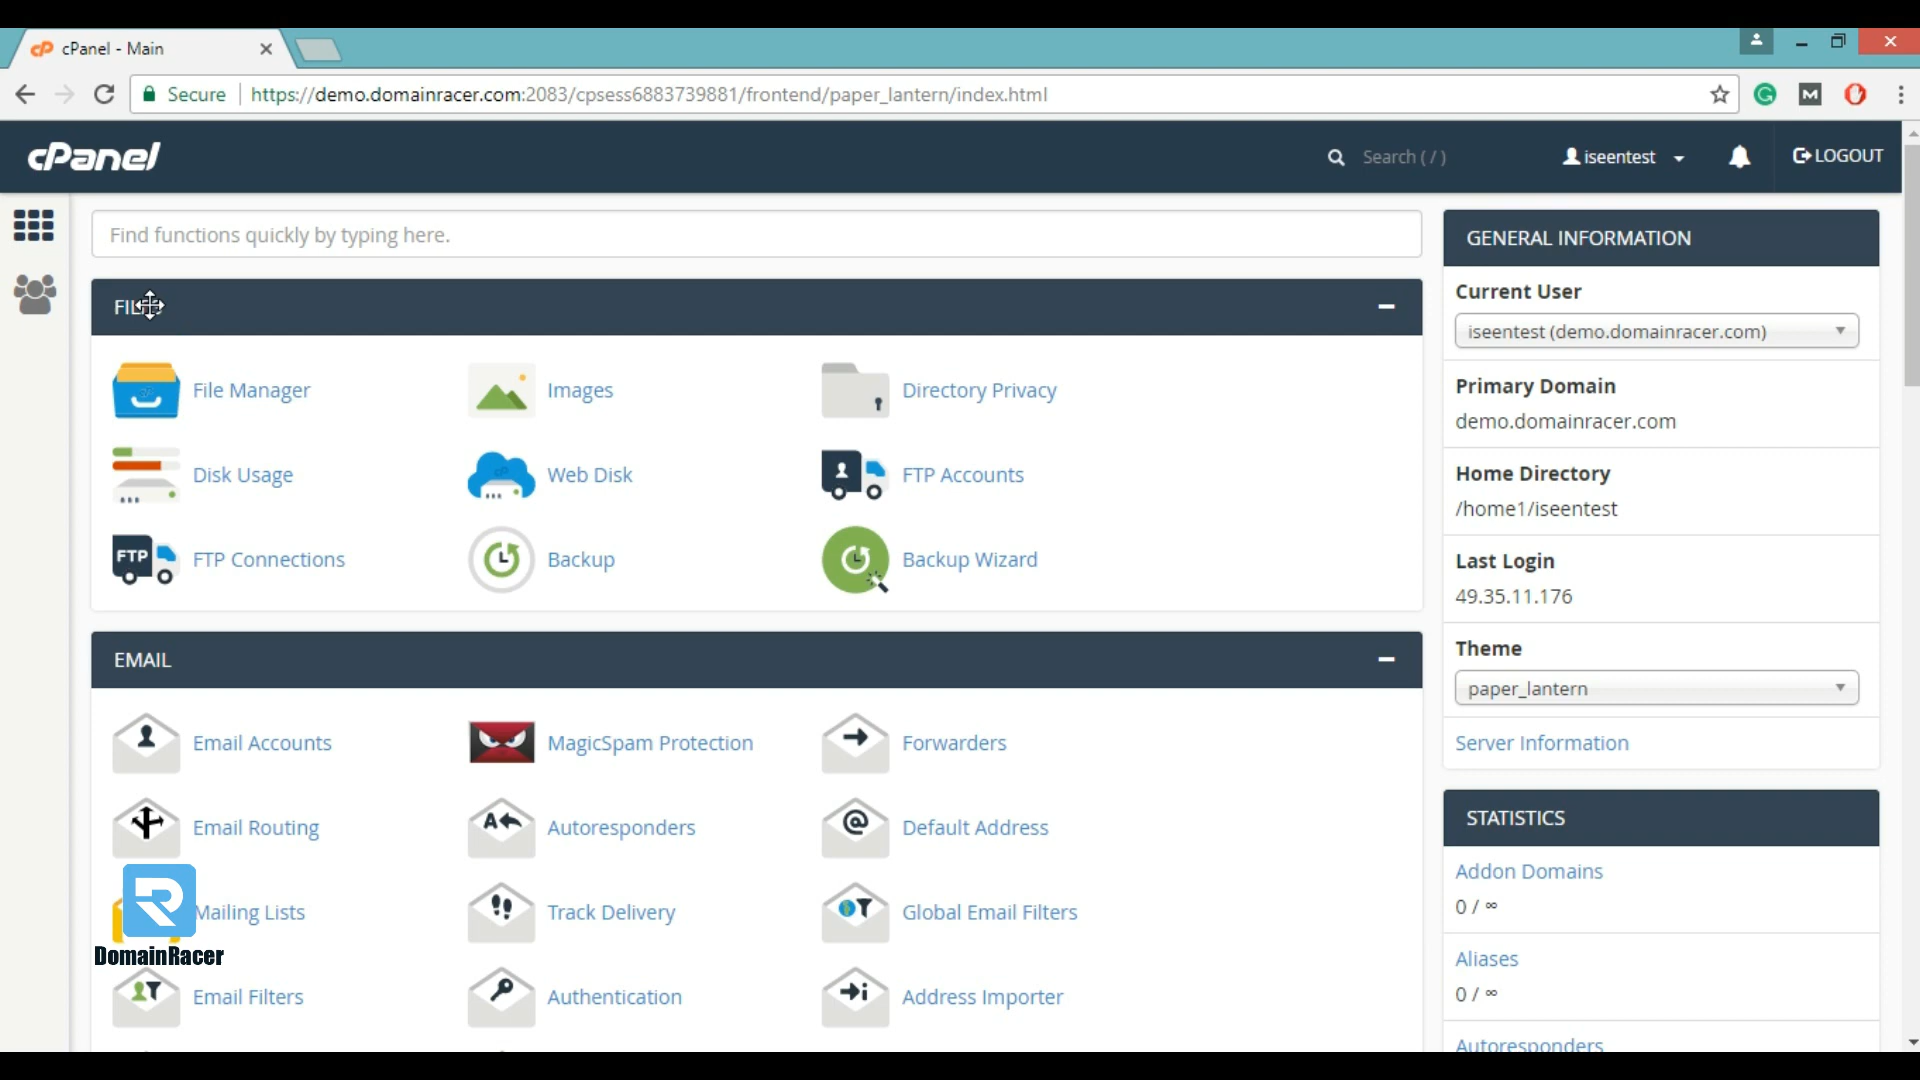 cPanel - Main
Secure | https://demo.domainracer.com:2083/cpsess6883739881/frontend/paper_lantern/index.html
cPanel
Search ( / )
iseentest
LOGOUT
Find functions quickly by typing here.
File Manager
Images
Directory Privacy
Disk Usage
Web Disk
FTP Accounts
FTP
FTP Connections
Backup
Backup Wizard
EMAIL
Email Accounts
MagicSpam Protection
Forwarders
Email Routing
Autoresponders
Default Address
Mailing Lists
Track Delivery
Global Email Filters
DomainRacer
Email Filters
Authentication
Address Importer
GENERAL INFORMATION
Current User
iseentest (demo.domainracer.com)
Primary Domain
demo.domainracer.com
Home Directory
/home1/iseentest
Last Login
49.35.11.176
Theme
paper_lantern
Server Information
STATISTICS
Addon Domains
0 / ∞
Aliases
0 / ∞
Autoresponders